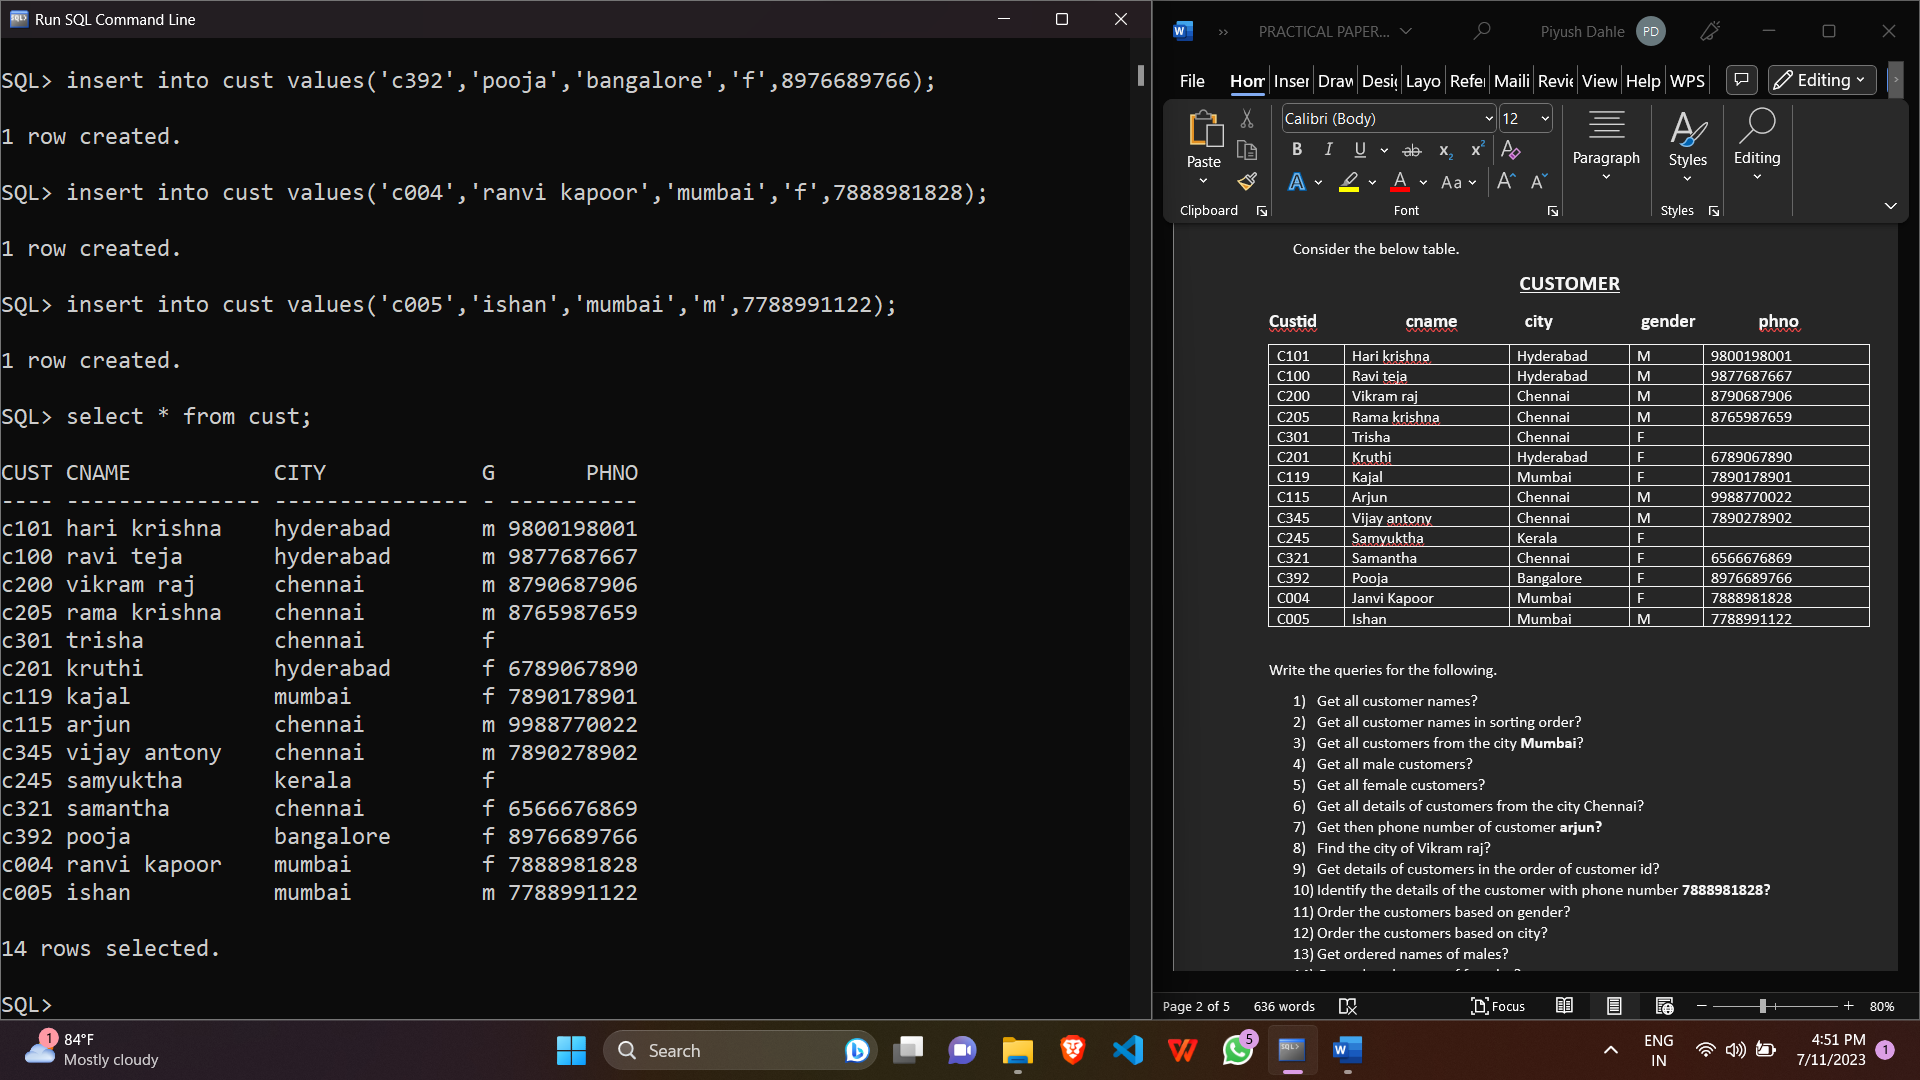 Run SQL Command Line
SQL> insert into cust values('c392','pooja','bangalore','f',8976689766);
1 row created.
SQL> insert into cust values('c004','ranvi kapoor','mumbai','f',7888981828);
1 row created.
SQL> insert into cust values('c005','ishan','mumbai','m',7788991122);
1 row created.
SQL> select * from cust;
CUST CNAME CITY G PHNO
---- --------------- --------------- - ----------
c101 hari krishna hyderabad m 9800198001
c100 ravi teja hyderabad m 9877687667
c200 vikram raj chennai m 8790687906
c205 rama krishna chennai m 8765987659
c301 trisha chennai f
c201 kruthi hyderabad f 6789067890
c119 kajal mumbai f 7890178901
c115 arjun chennai m 9988770022
c345 vijay antony chennai m 7890278902
c245 samyuktha kerala f
c321 samantha chennai f 6566676869
c392 pooja bangalore f 8976689766
c004 ranvi kapoor mumbai f 7888981828
c005 ishan mumbai m 7788991122
14 rows selected.
SQL>
PRACTICAL PAPER... Piyush Dahle PD
File Hom Inser Draw Desig Layo Refer Maili Revie View Help WPS Editing
Calibri (Body) 12
Paste B I U ab x₂ x² A Paragraph Styles Editing
A A Aa A A
Clipboard Font Styles
Consider the below table.
CUSTOMER
Custid cname city gender phno
C101 Hari krishna Hyderabad M 9800198001
C100 Ravi teja Hyderabad M 9877687667
C200 Vikram raj Chennai M 8790687906
C205 Rama krishna Chennai M 8765987659
C301 Trisha Chennai F
C201 Kruthi Hyderabad F 6789067890
C119 Kajal Mumbai F 7890178901
C115 Arjun Chennai M 9988770022
C345 Vijay antony Chennai M 7890278902
C245 Samyuktha Kerala F
C321 Samantha Chennai F 6566676869
C392 Pooja Bangalore F 8976689766
C004 Janvi Kapoor Mumbai F 7888981828
C005 Ishan Mumbai M 7788991122
Write the queries for the following.
1) Get all customer names?
2) Get all customer names in sorting order?
3) Get all customers from the city Mumbai?
4) Get all male customers?
5) Get all female customers?
6) Get all details of customers from the city Chennai?
7) Get then phone number of customer arjun?
8) Find the city of Vikram raj?
9) Get details of customers in the order of customer id?
10) Identify the details of the customer with phone number 7888981828?
11) Order the customers based on gender?
12) Order the customers based on city?
13) Get ordered names of males?
Page 2 of 5 636 words Focus 80%
1 84°F
Mostly cloudy
Search
5
ENG
IN
4:51 PM
7/11/2023
1